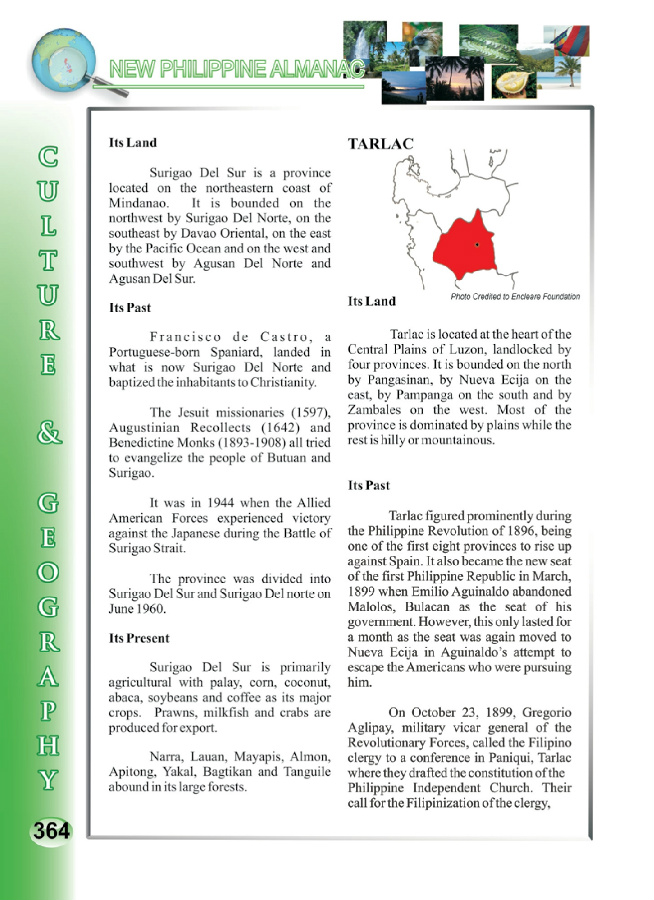 NEW PHILIPPINE ALMANAC
CULTURE & GEOGRAPHY
Its Land
Surigao Del Sur is a province
located on the northeastern coast of
Mindanao. It is bounded on the
northwest by Surigao Del Norte, on the
southeast by Davao Oriental, on the east
by the Pacific Ocean and on the west and
southwest by Agusan Del Norte and
Agusan Del Sur.
Its Past
Francisco de Castro, a
Portuguese-born Spaniard, landed in
what is now Surigao Del Norte and
baptized the inhabitants to Christianity.
The Jesuit missionaries (1597),
Augustinian Recollects (1642) and
Benedictine Monks (1893-1908) all tried
to evangelize the people of Butuan and
Surigao.
It was in 1944 when the Allied
American Forces experienced victory
against the Japanese during the Battle of
Surigao Strait.
The province was divided into
Surigao Del Sur and Surigao Del norte on
June 1960.
Its Present
Surigao Del Sur is primarily
agricultural with palay, corn, coconut,
abaca, soybeans and coffee as its major
crops. Prawns, milkfish and crabs are
produced for export.
Narra, Lauan, Mayapis, Almon,
Apitong, Yakal, Bagtikan and Tanguile
abound in its large forests.
TARLAC
Photo Credited to Encleare Foundation
Its Land
Tarlac is located at the heart of the
Central Plains of Luzon, landlocked by
four provinces. It is bounded on the north
by Pangasinan, by Nueva Ecija on the
east, by Pampanga on the south and by
Zambales on the west. Most of the
province is dominated by plains while the
rest is hilly or mountainous.
Its Past
Tarlac figured prominently during
the Philippine Revolution of 1896, being
one of the first eight provinces to rise up
against Spain. It also became the new seat
of the first Philippine Republic in March,
1899 when Emilio Aguinaldo abandoned
Malolos, Bulacan as the seat of his
government. However, this only lasted for
a month as the seat was again moved to
Nueva Ecija in Aguinaldo's attempt to
escape the Americans who were pursuing
him.
On October 23, 1899, Gregorio
Aglipay, military vicar general of the
Revolutionary Forces, called the Filipino
clergy to a conference in Paniqui, Tarlac
where they drafted the constitution of the
Philippine Independent Church. Their
call for the Filipinization of the clergy,
364